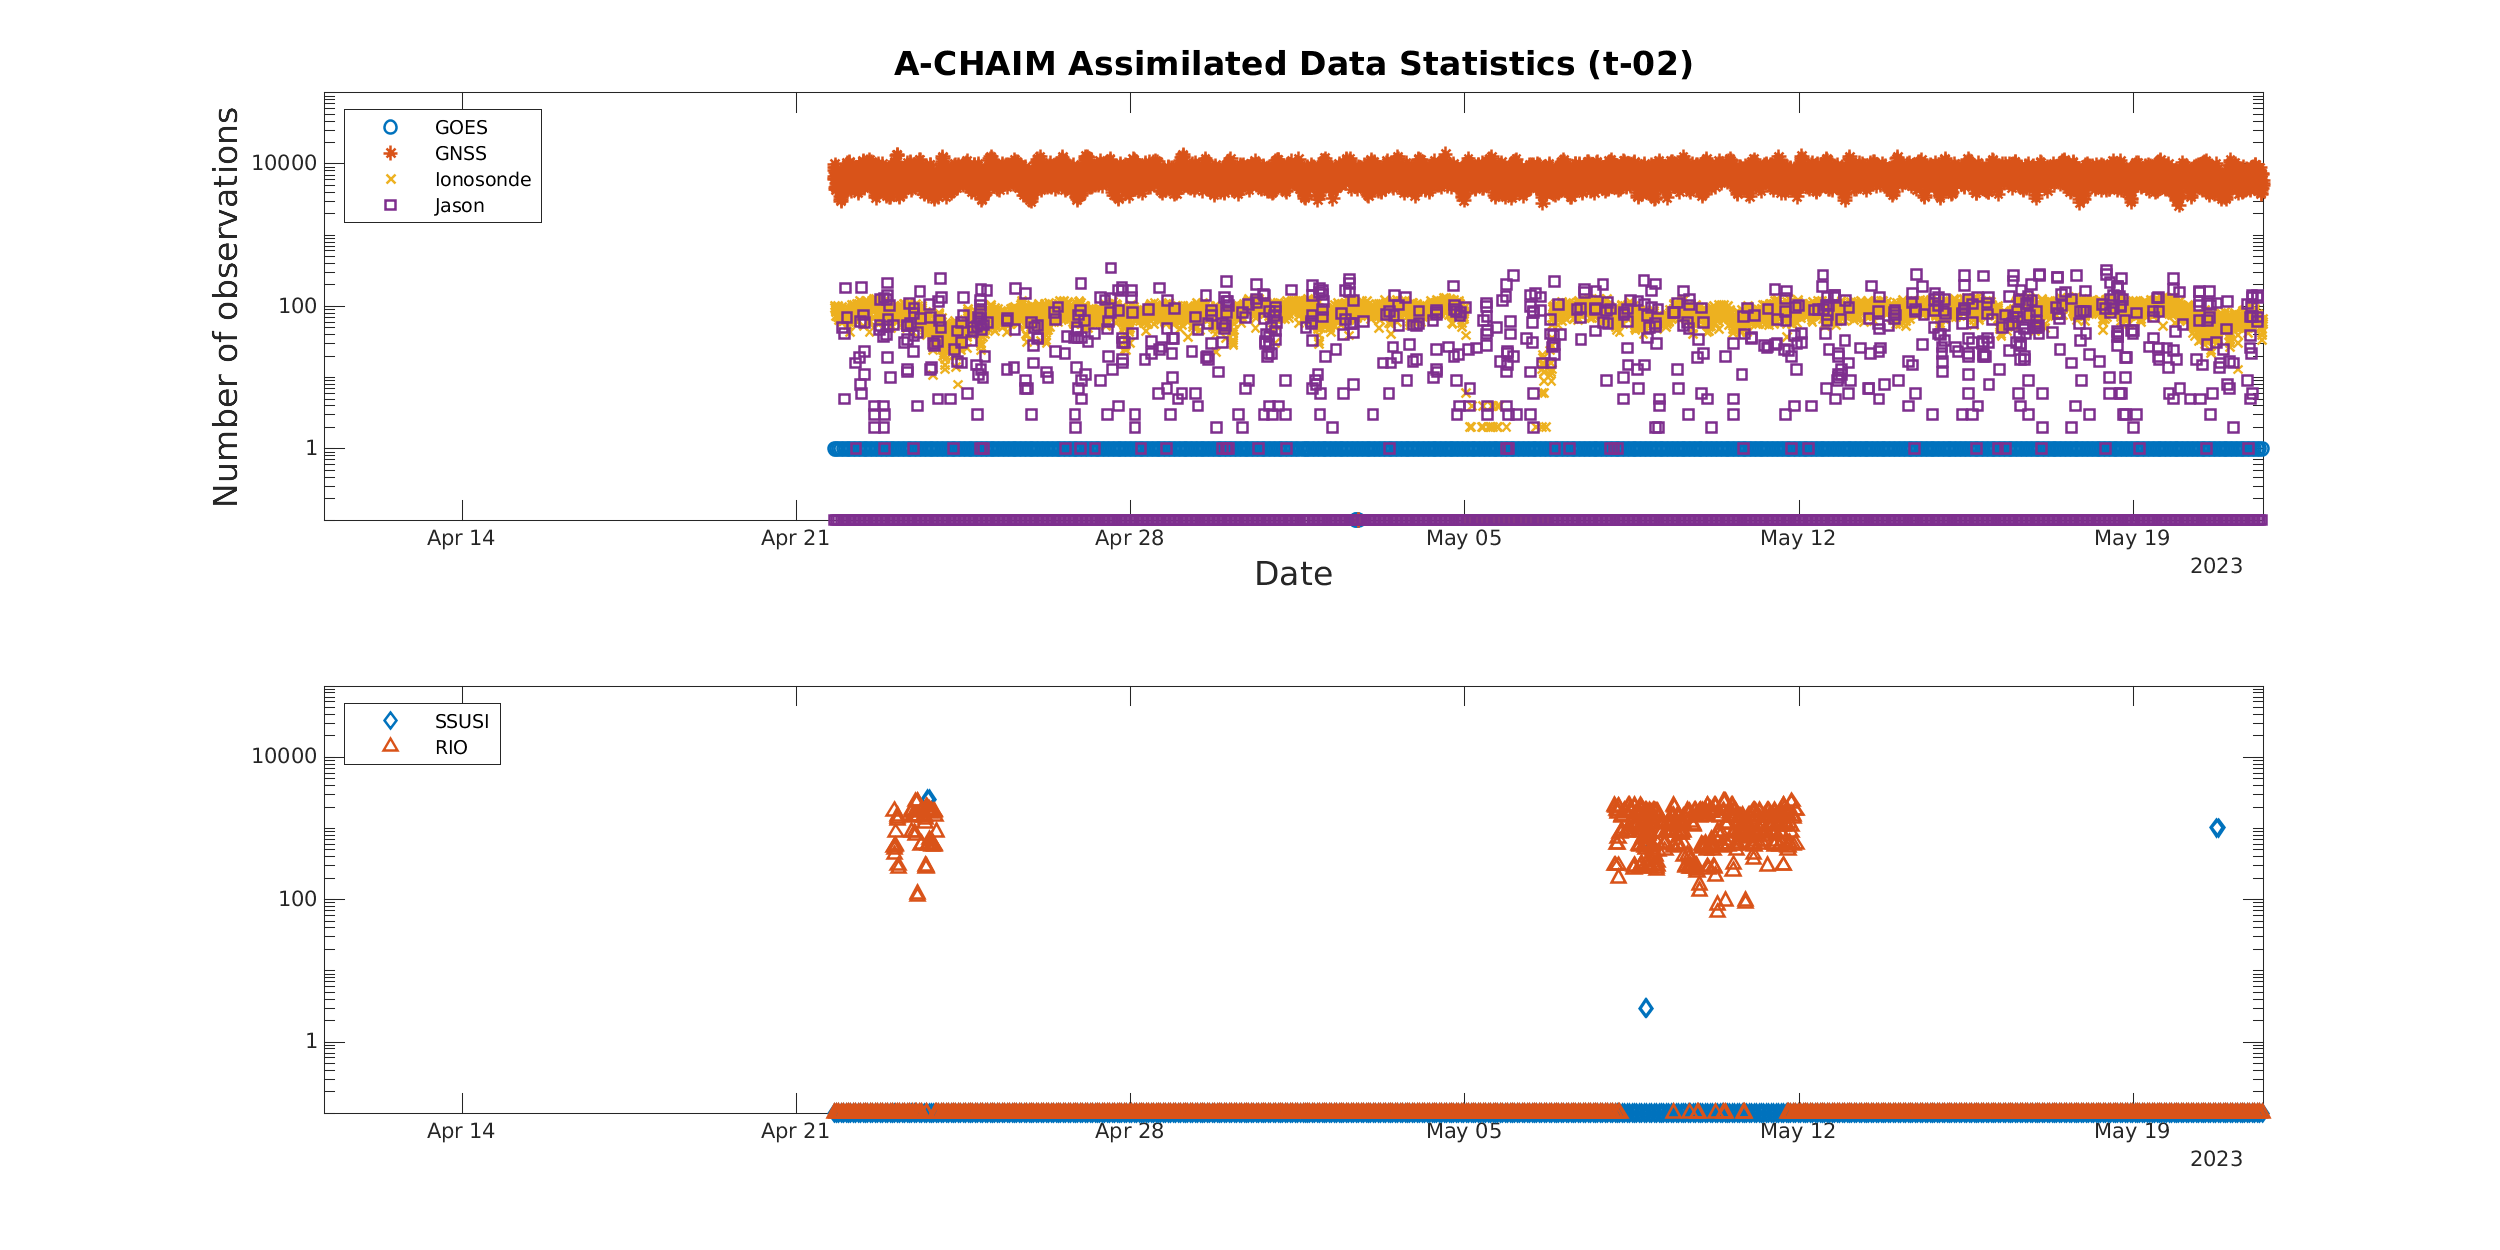 A-CHAIM Assimilated Data Statistics (t-02)
Number of observations
10000
100
1
GOES
GNSS
Ionosonde
Jason
Apr 14
Apr 21
Apr 28
May 05
May 12
May 19
2023
Date
10000
100
1
SSUSI
RIO
Apr 14
Apr 21
Apr 28
May 05
May 12
May 19
2023